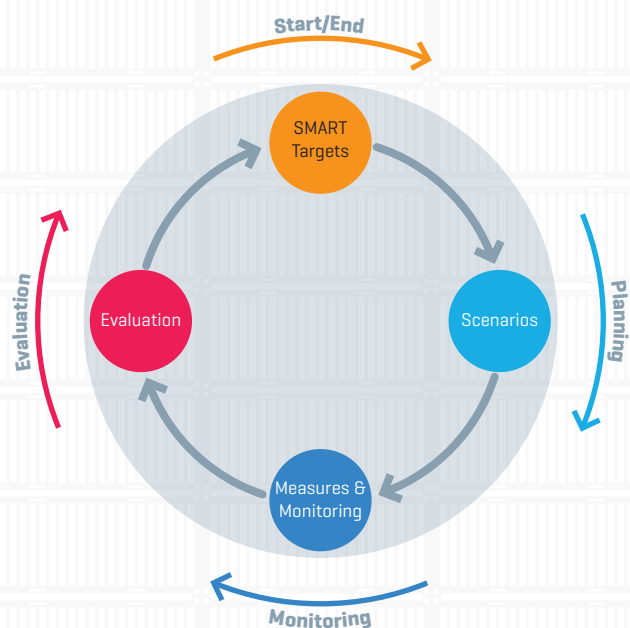 Start/End
SMART
Targets
Evaluation
Evaluation
Scenarios
Planning
Measures &
Monitoring
Monitoring